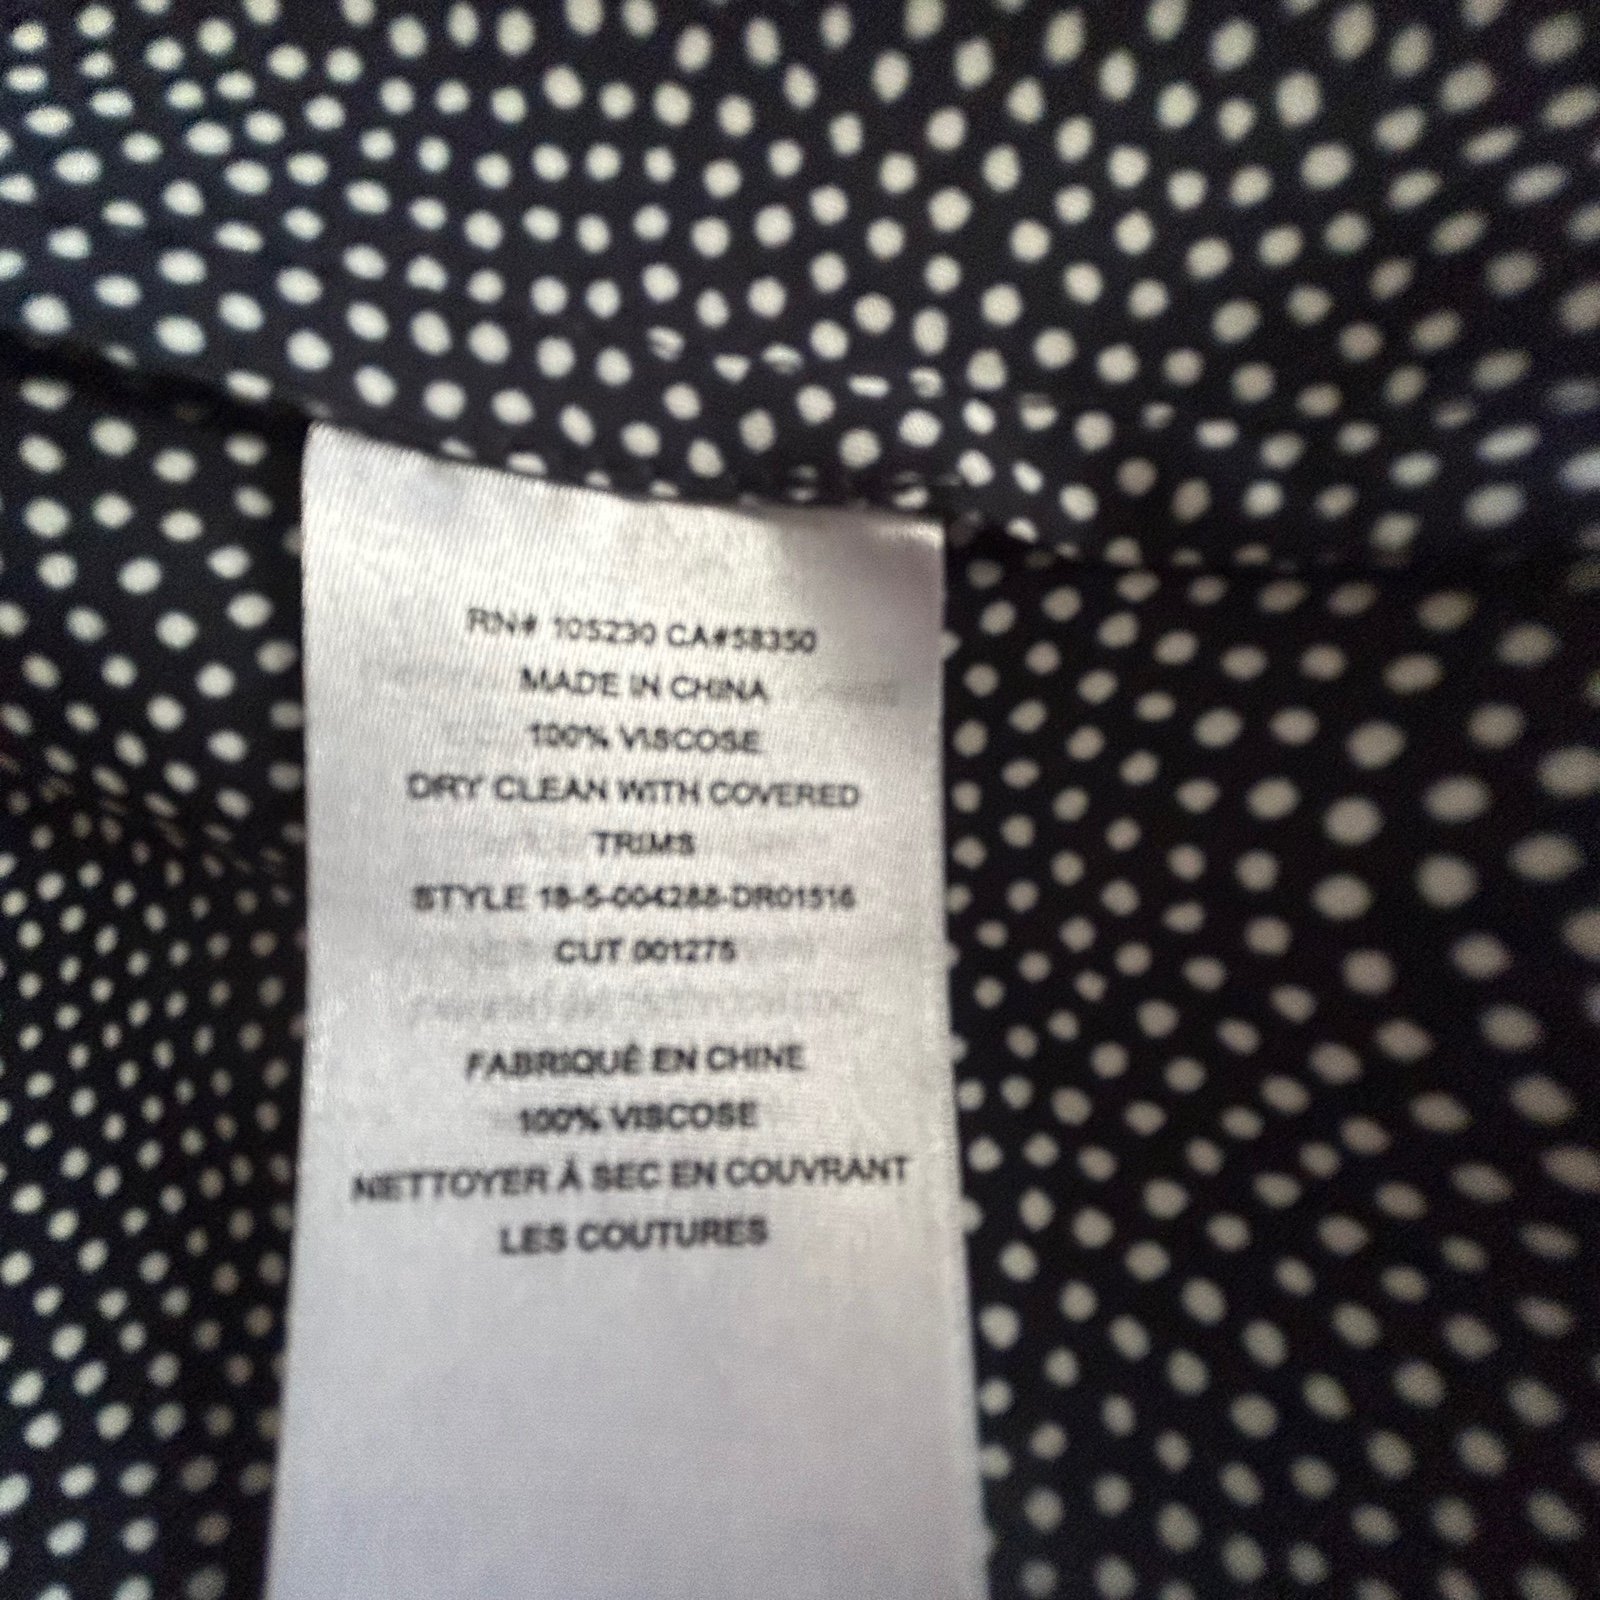 RN# 105230 CA#58350
MADE IN CHINA
100% VISCOSE
DRY CLEAN WITH COVERED
TRIMS
STYLE 18-5-004288-DR01516
CUT 001275
FABRIQUÉ EN CHINE
100% VISCOSE
NETTOYER À SEC EN COUVRANT
LES COUTURES